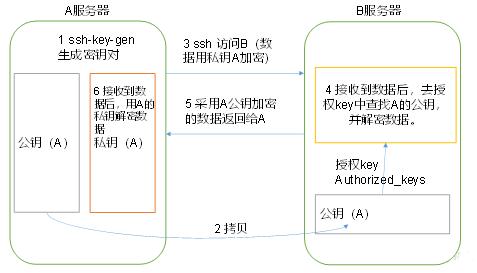 A服务器
B服务器
1 ssh-key-gen
生成密钥对
3 ssh 访问B（数
据用私钥A加密）
6 接收到数
据后，用A的
私钥解密数
据
私钥（A）
公钥（A）
4 接收到数据后，去授
权key中查找A的公钥，
并解密数据。
5 采用A公钥加密
的数据返回给A
授权key
Authorized_keys
公钥（A）
2 拷贝